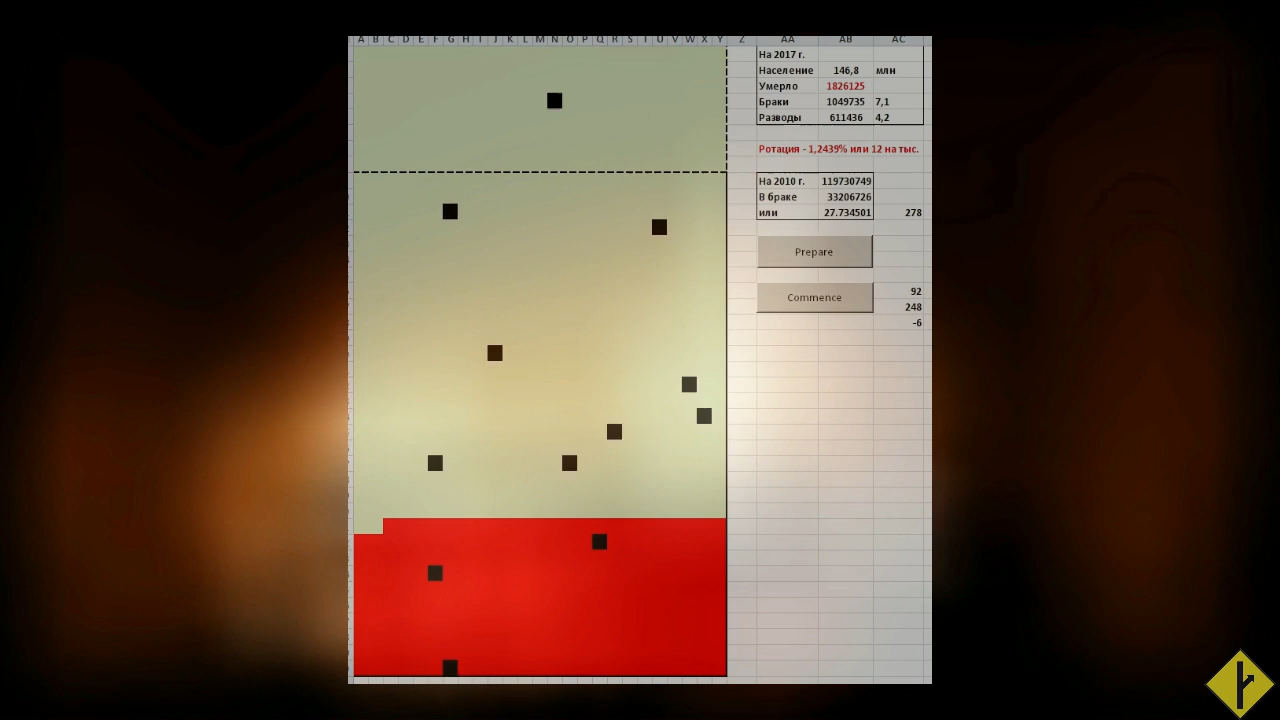 A B C D E F G H I J K L M N O P Q R S T U V W X Y Z AA AB AC
На 2017 г.
Население 146,8 млн
Умерло 1826125
Браки 1049735 7,1
Разводы 611436 4,2
Ротация - 1,2439% или 12 на тыс.
На 2010 г. 119730749
В браке 33206726
или 27.734501 278
Prepare
Commence
92
248
-6